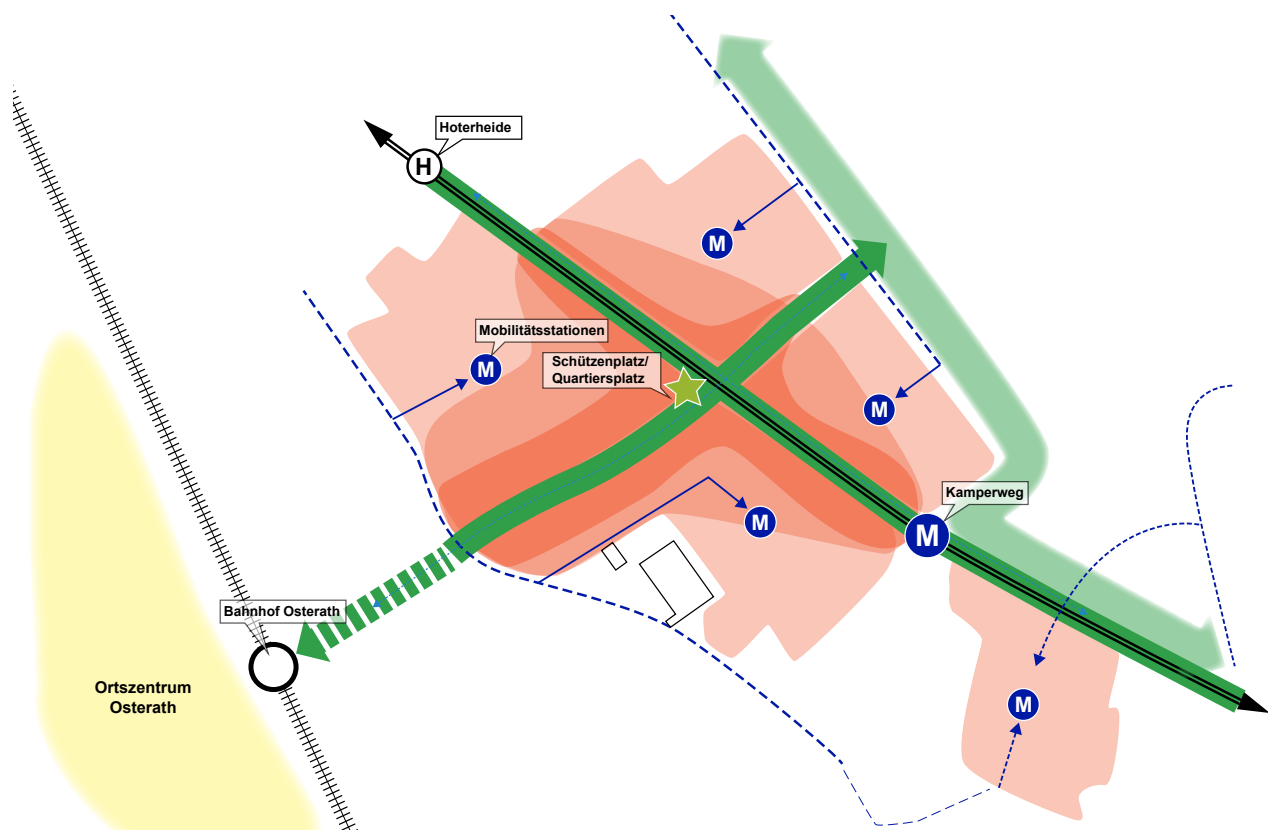 Hoterheide
H
M
Mobilitätsstationen
M
Schützenplatz/
Quartiersplatz
M
Kamperweg
M
M
Bahnhof Osterath
Ortszentrum
Osterath
M